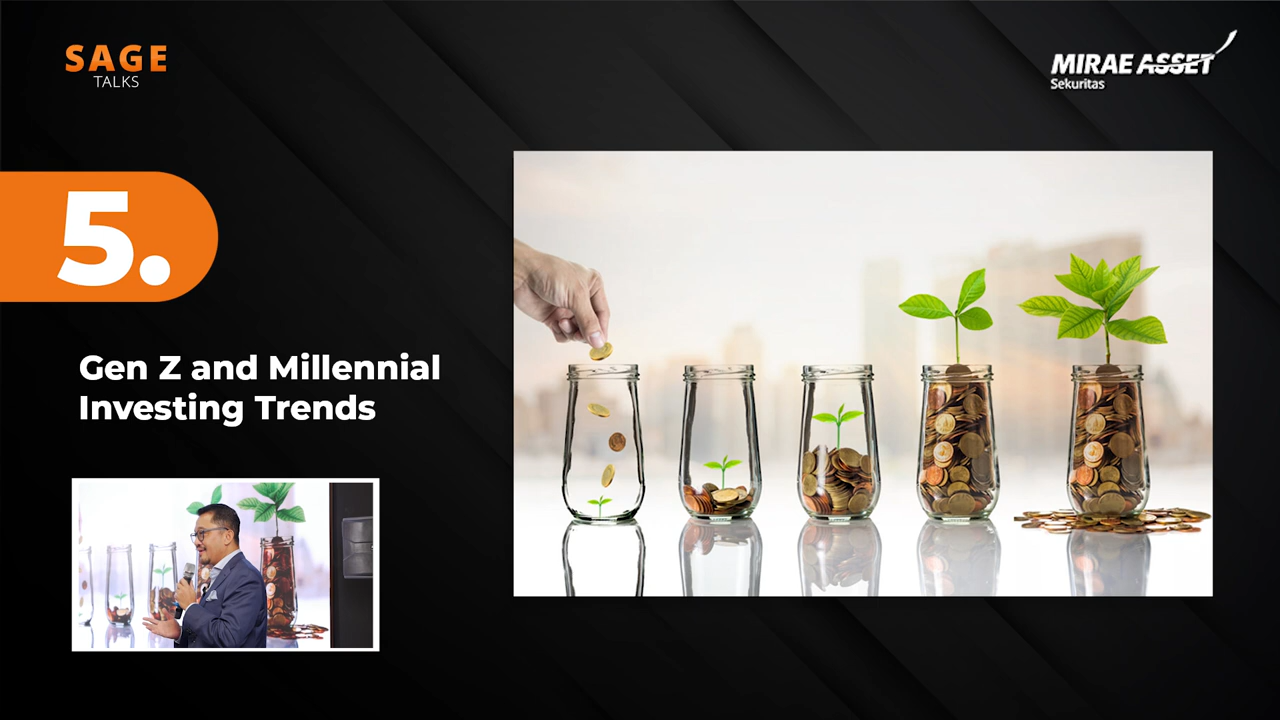 SAGE
TALKS
MIRAE ASSET
Sekuritas
5.
Gen Z and Millennial
Investing Trends